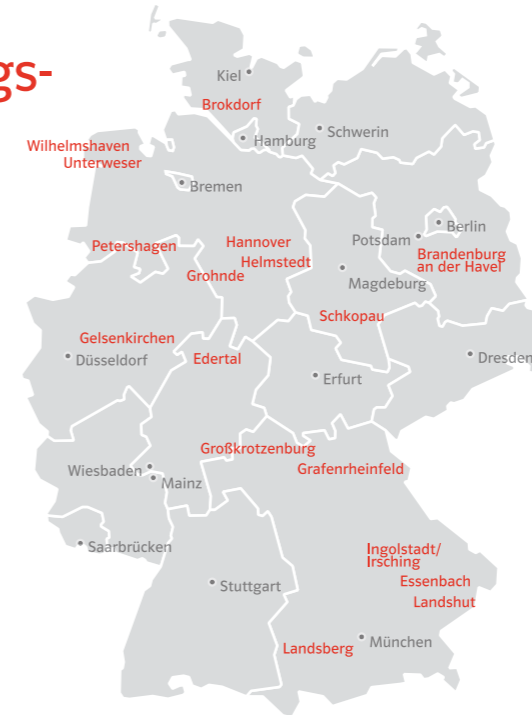 gs-
Kiel
Brokdorf
Hamburg
Schwerin
Wilhelmshaven
Unterweser
Bremen
Berlin
Potsdam
Brandenburg
an der Havel
Petershagen
Hannover
Helmstedt
Grohnde
Magdeburg
Schkopau
Gelsenkirchen
Düsseldorf
Edertal
Erfurt
Dresden
Großkrotzenburg
Grafenrheinfeld
Wiesbaden
Mainz
Saarbrücken
Ingolstadt/
Irsching
Essenbach
Landshut
Stuttgart
München
Landsberg